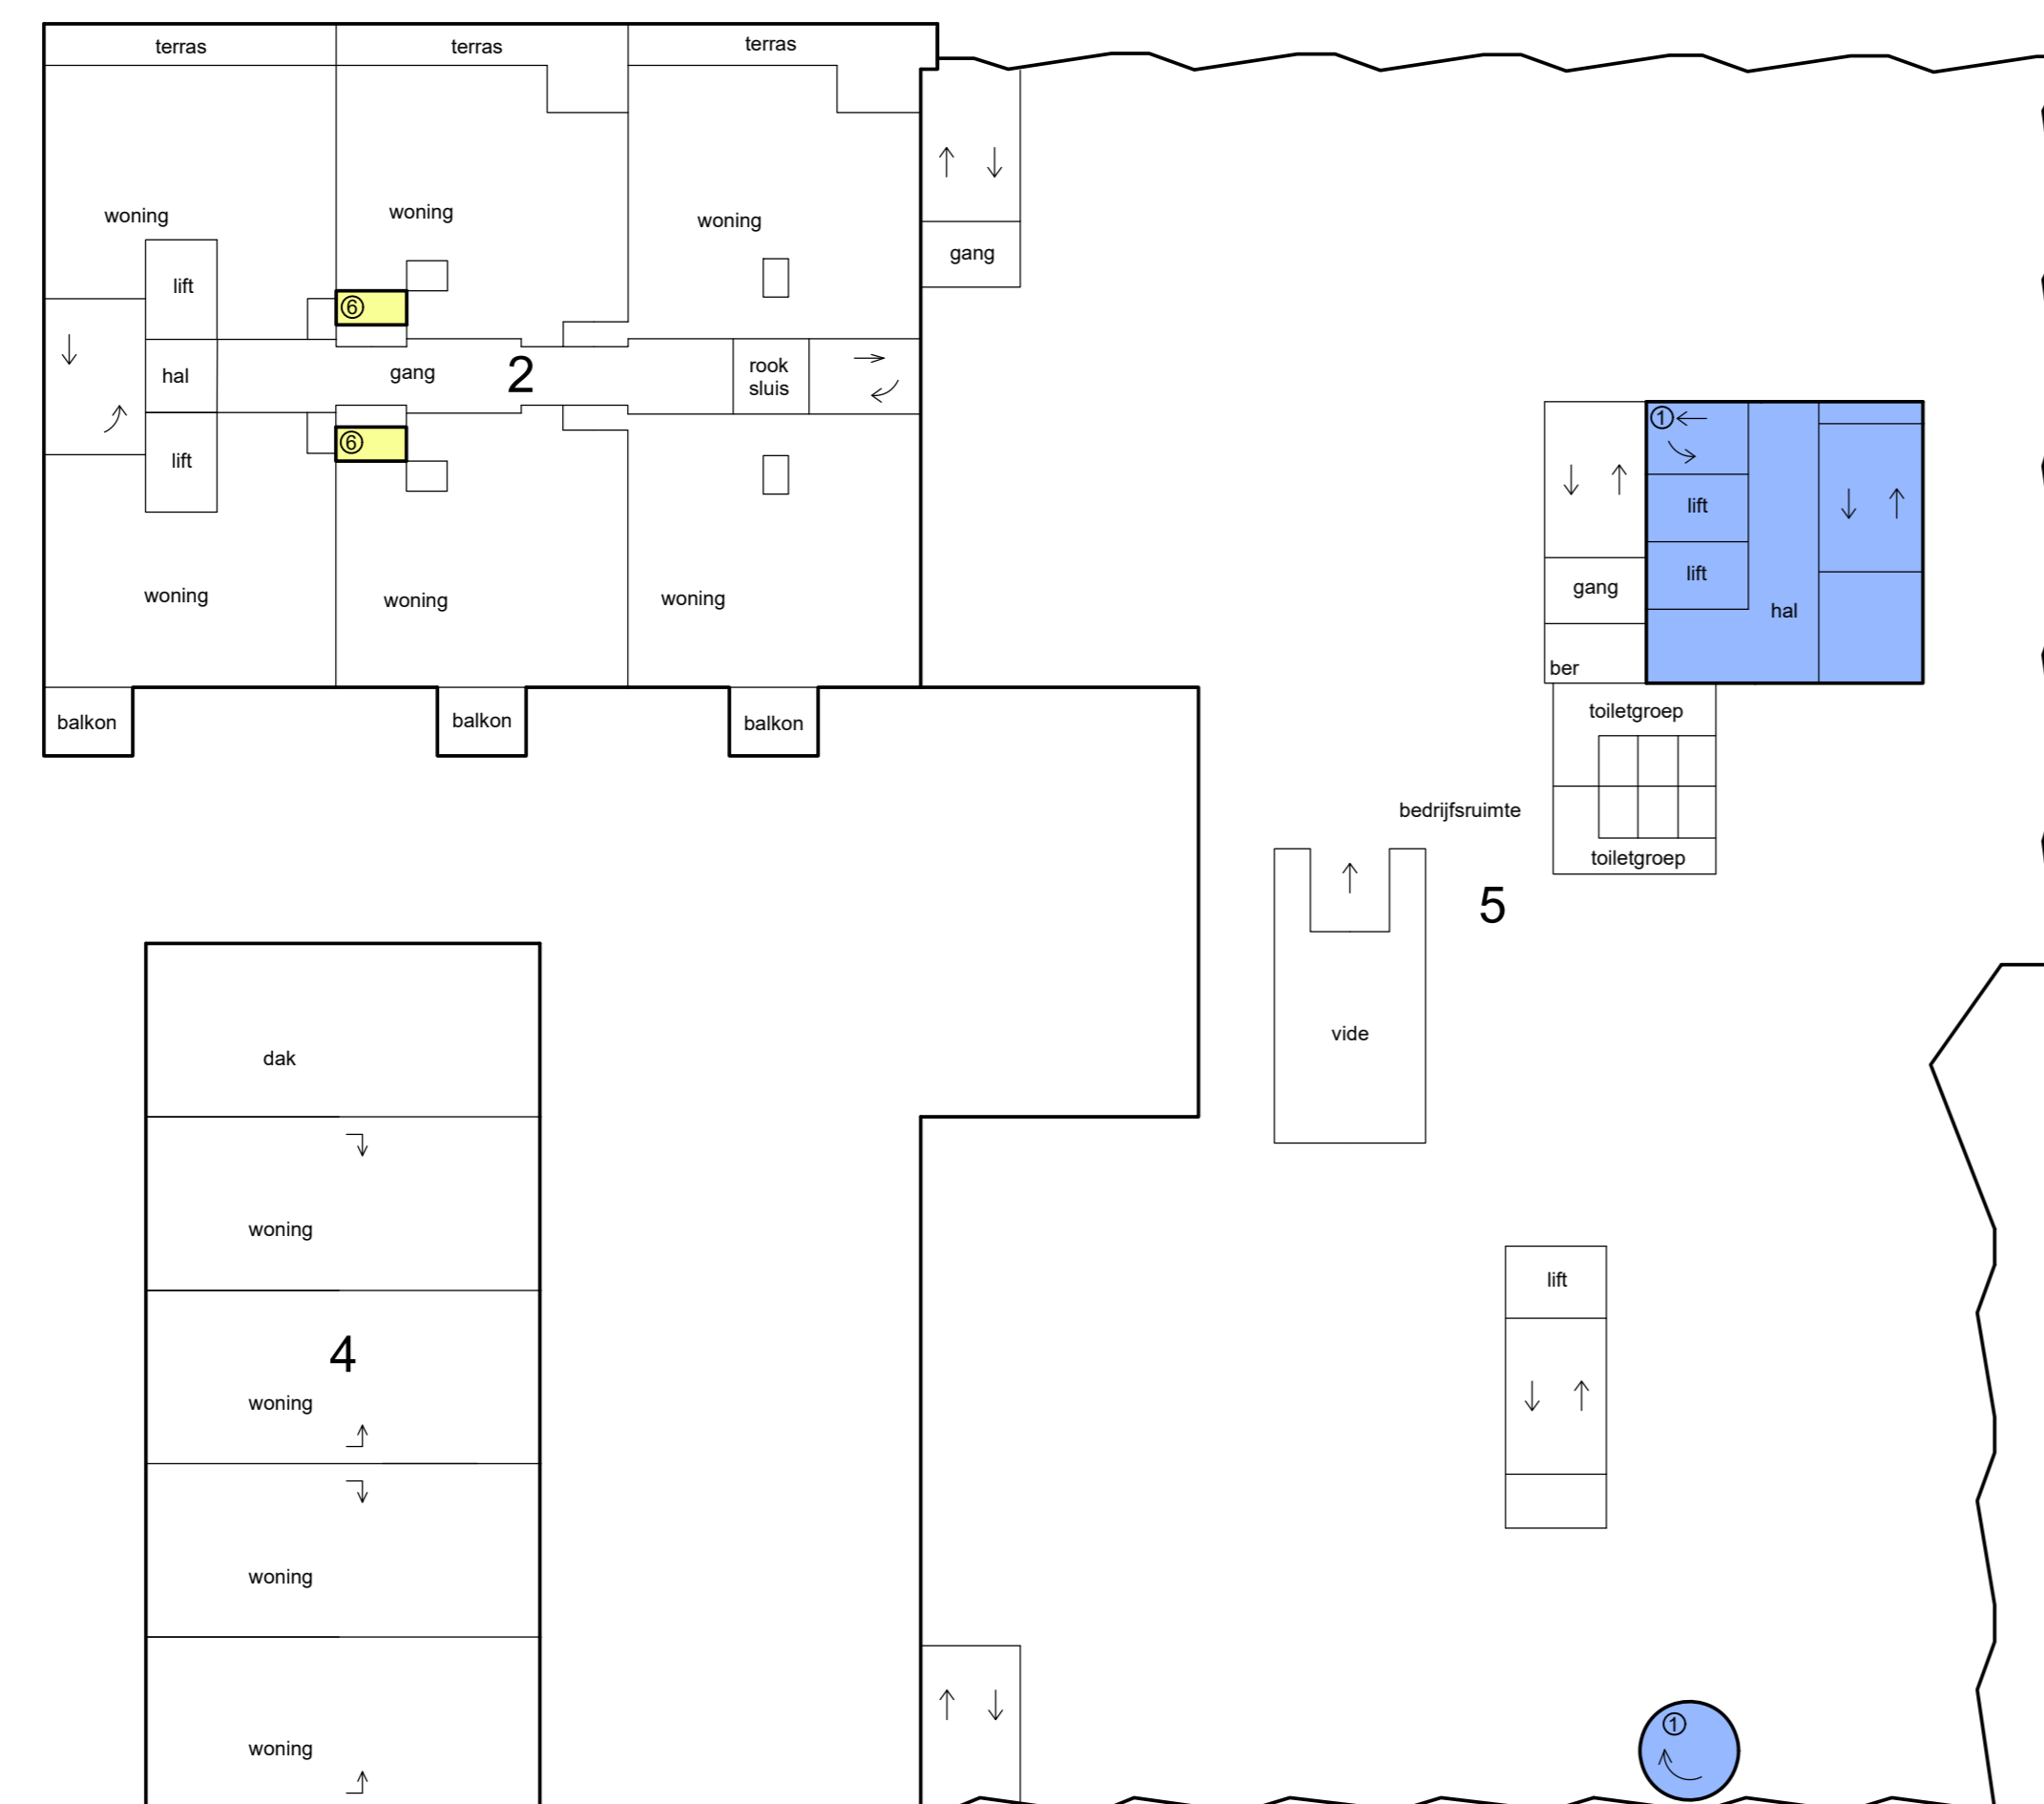 terras
terras
terras
woning
woning
woning
gang
lift
⑥
hal
gang
2
rook
sluis
①
lift
⑥
lift
lift
gang
hal
woning
woning
woning
ber
balkon
balkon
balkon
toiletgroep
bedrijfsruimte
toiletgroep
5
vide
dak
woning
lift
4
woning
woning
woning
①